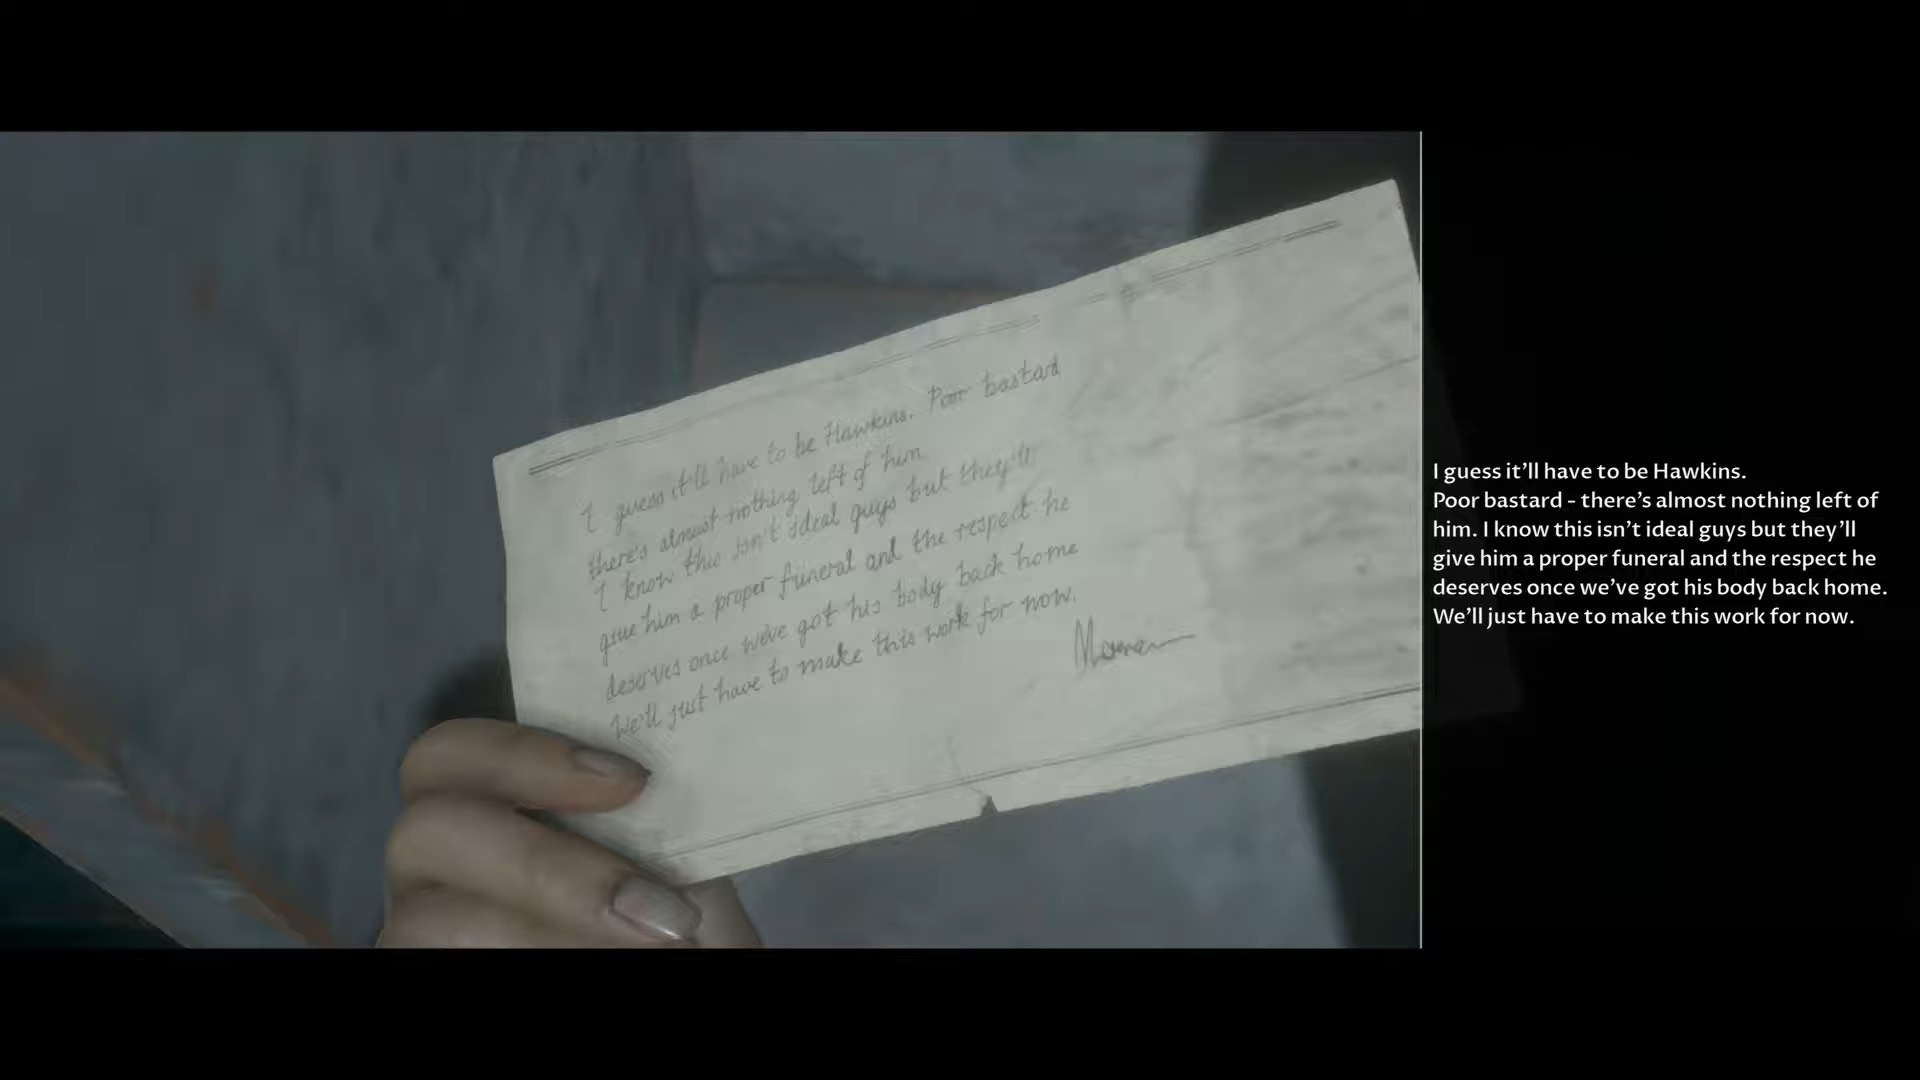 I guess it'll have to be Hawkins. Poor bastard
there's almost nothing left of him.
I know this isn't ideal guys but they'll
give him a proper funeral and the respect he
deserves once we've got his body back home
We'll just have to make this work for now.
I guess it'll have to be Hawkins.
Poor bastard - there's almost nothing left of
him. I know this isn't ideal guys but they'll
give him a proper funeral and the respect he
deserves once we've got his body back home.
We'll just have to make this work for now.